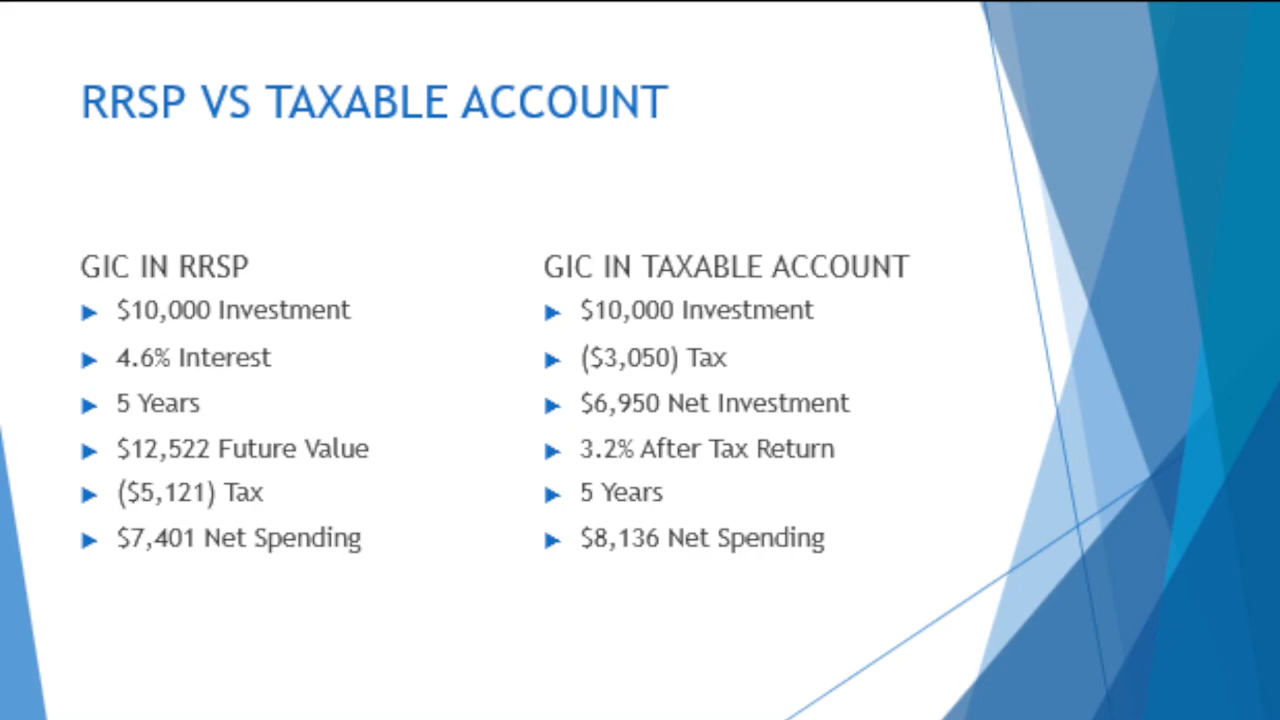 RRSP VS TAXABLE ACCOUNT
GIC IN RRSP
$10,000 Investment
4.6% Interest
5 Years
$12,522 Future Value
($5,121) Tax
$7,401 Net Spending
GIC IN TAXABLE ACCOUNT
$10,000 Investment
($3,050) Tax
$6,950 Net Investment
3.2% After Tax Return
5 Years
$8,136 Net Spending